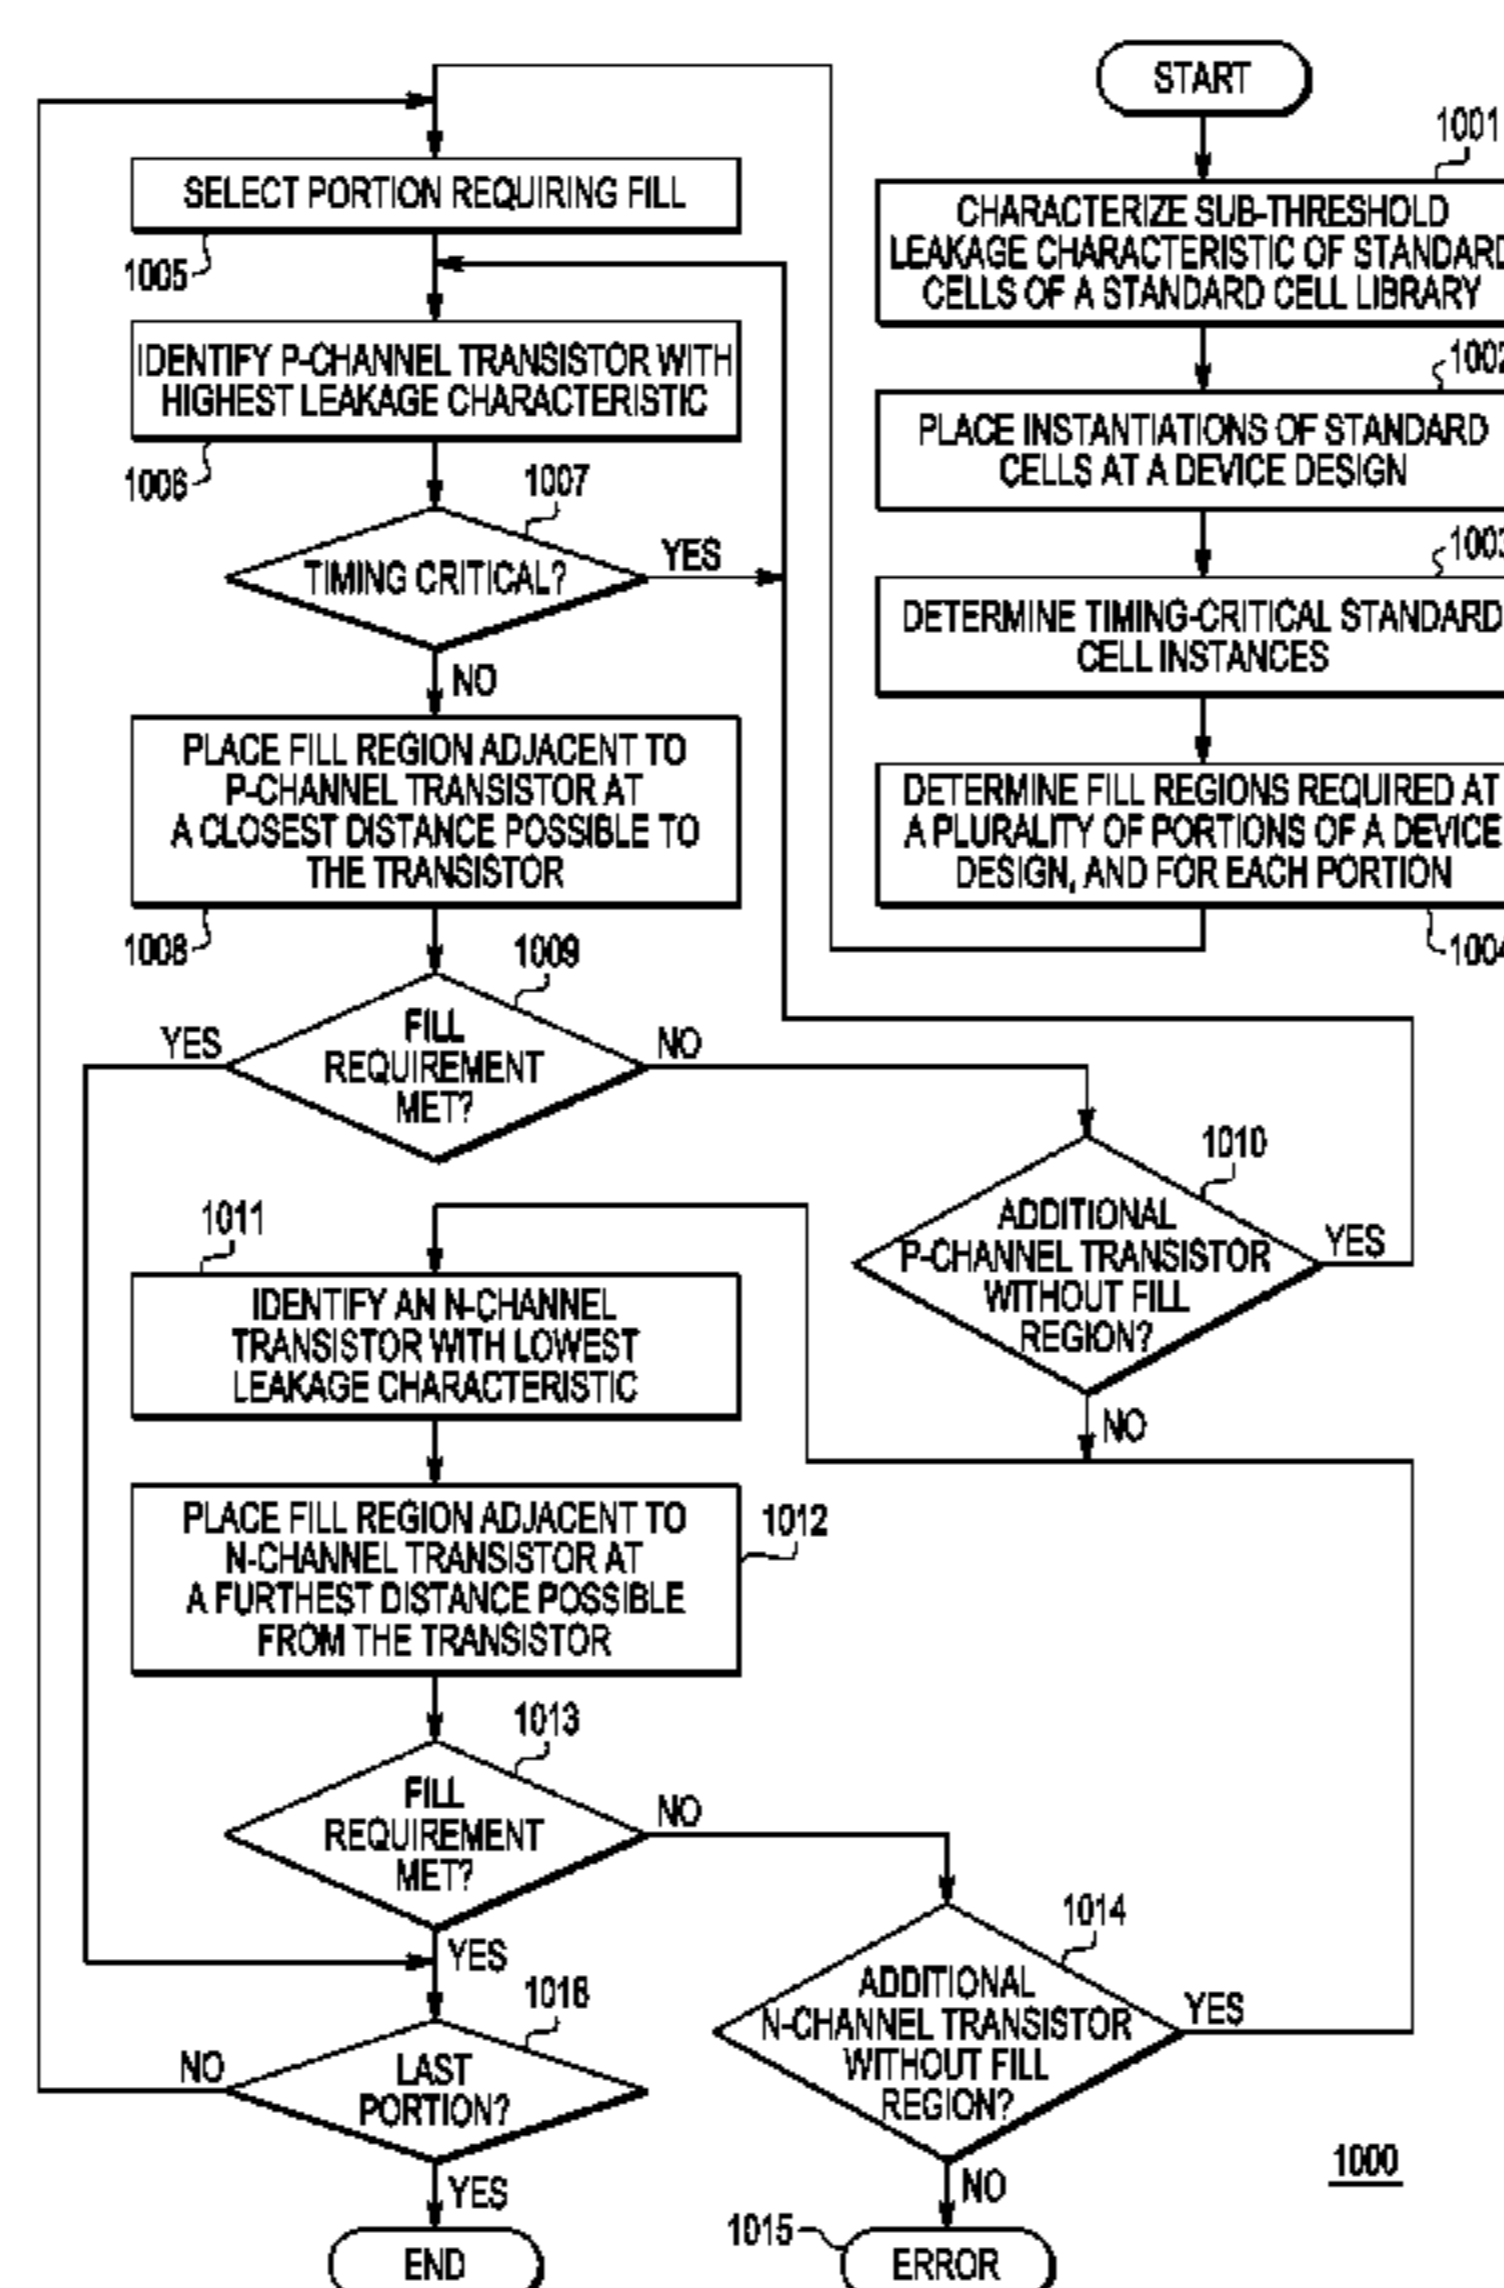 START
1001
CHARACTERIZE SUB-THRESHOLD
LEAKAGE CHARACTERISTIC OF STANDARD
CELLS OF A STANDARD CELL LIBRARY
1002
PLACE INSTANTIATIONS OF STANDARD
CELLS AT A DEVICE DESIGN
1003
DETERMINE TIMING-CRITICAL STANDARD
CELL INSTANCES
DETERMINE FILL REGIONS REQUIRED AT
A PLURALITY OF PORTIONS OF A DEVICE
DESIGN, AND FOR EACH PORTION
1004
SELECT PORTION REQUIRING FILL
1005
IDENTIFY P-CHANNEL TRANSISTOR WITH
HIGHEST LEAKAGE CHARACTERISTIC
1006
1007
TIMING CRITICAL?
YES
NO
PLACE FILL REGION ADJACENT TO
P-CHANNEL TRANSISTOR AT
A CLOSEST DISTANCE POSSIBLE TO
THE TRANSISTOR
1008
1009
FILL
REQUIREMENT
MET?
YES
NO
1010
ADDITIONAL
P-CHANNEL TRANSISTOR
WITHOUT FILL
REGION?
YES
NO
1011
IDENTIFY AN N-CHANNEL
TRANSISTOR WITH LOWEST
LEAKAGE CHARACTERISTIC
PLACE FILL REGION ADJACENT TO
N-CHANNEL TRANSISTOR AT
A FURTHEST DISTANCE POSSIBLE
FROM THE TRANSISTOR
1012
1013
FILL
REQUIREMENT
MET?
NO
YES
1014
ADDITIONAL
N-CHANNEL TRANSISTOR
WITHOUT FILL
REGION?
YES
NO
1016
LAST
PORTION?
NO
YES
END
1015
ERROR
1000